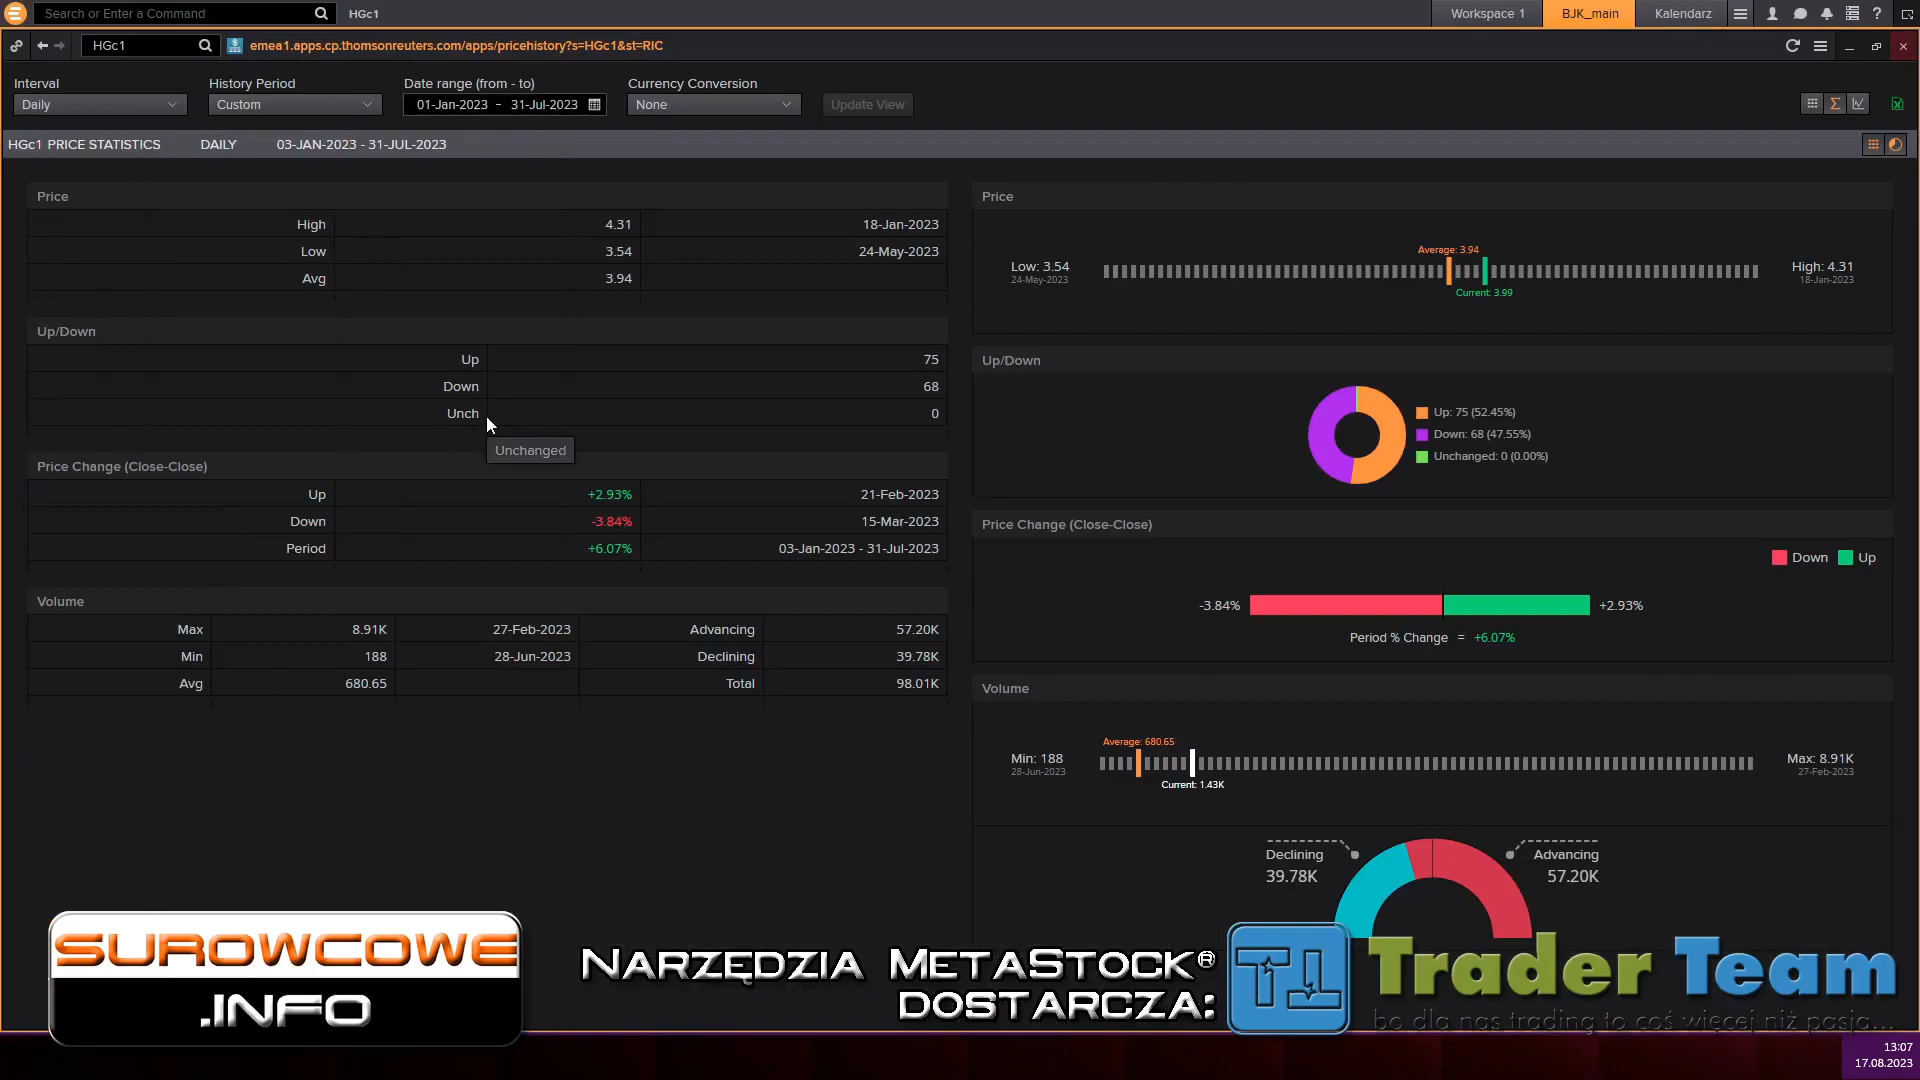 Search or Enter a Command
HGc1
Workspace 1
BJK_main
Kalendarz
?
HGc1
emea1.apps.cp.thomsonreuters.com/apps/pricehistory?s=HGc1&st=RIC
Interval
History Period
Date range (from - to)
Currency Conversion
Daily
Custom
01-Jan-2023 - 31-Jul-2023
None
Update View
HGc1 PRICE STATISTICS
DAILY
03-JAN-2023 - 31-JUL-2023
Price
High 4.31 18-Jan-2023
Low 3.54 24-May-2023
Avg 3.94
Up/Down
Up 75
Down 68
Unch 0
Unchanged
Price Change (Close-Close)
Up +2.93% 21-Feb-2023
Down -3.84% 15-Mar-2023
Period +6.07% 03-Jan-2023 - 31-Jul-2023
Volume
Max 8.91K 27-Feb-2023 Advancing 57.20K
Min 188 28-Jun-2023 Declining 39.78K
Avg 680.65 Total 98.01K
Price
Average: 3.94
Low: 3.54
24-May-2023
High: 4.31
18-Jan-2023
Current: 3.99
Up/Down
Up: 75 (52.45%)
Down: 68 (47.55%)
Unchanged: 0 (0.00%)
Price Change (Close-Close)
Down Up
-3.84%
+2.93%
Period % Change = +6.07%
Volume
Average: 680.65
Min: 188
28-Jun-2023
Max: 8.91K
27-Feb-2023
Current: 1.43K
Declining
39.78K
Advancing
57.20K
SUROWCOWE
.INFO
NARZĘDZIA METASTOCK®
DOSTARCZA:
TT
Trader Team
bo dla nas trading to coś więcej niż pasja...
13:07
17.08.2023